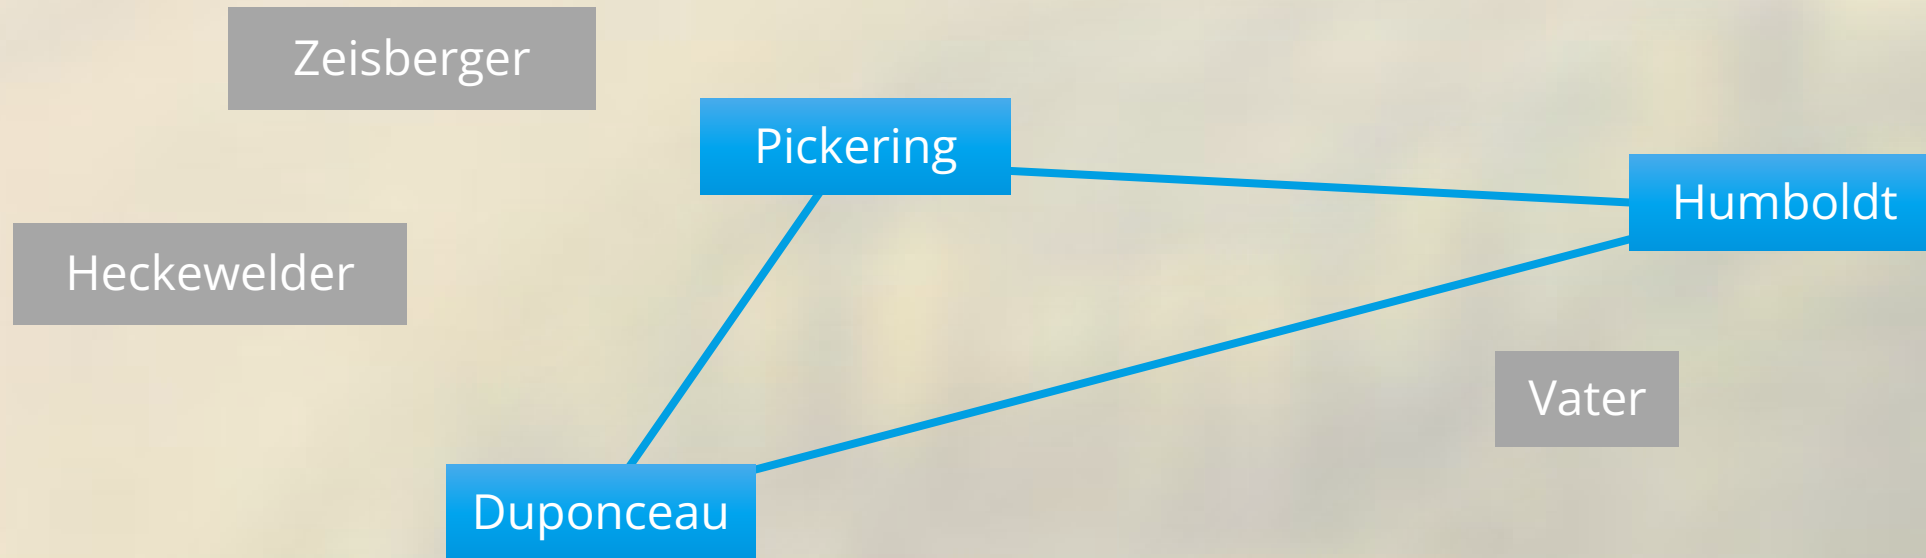 Zeisberger
Pickering
Humboldt
Heckewelder
Vater
Duponceau